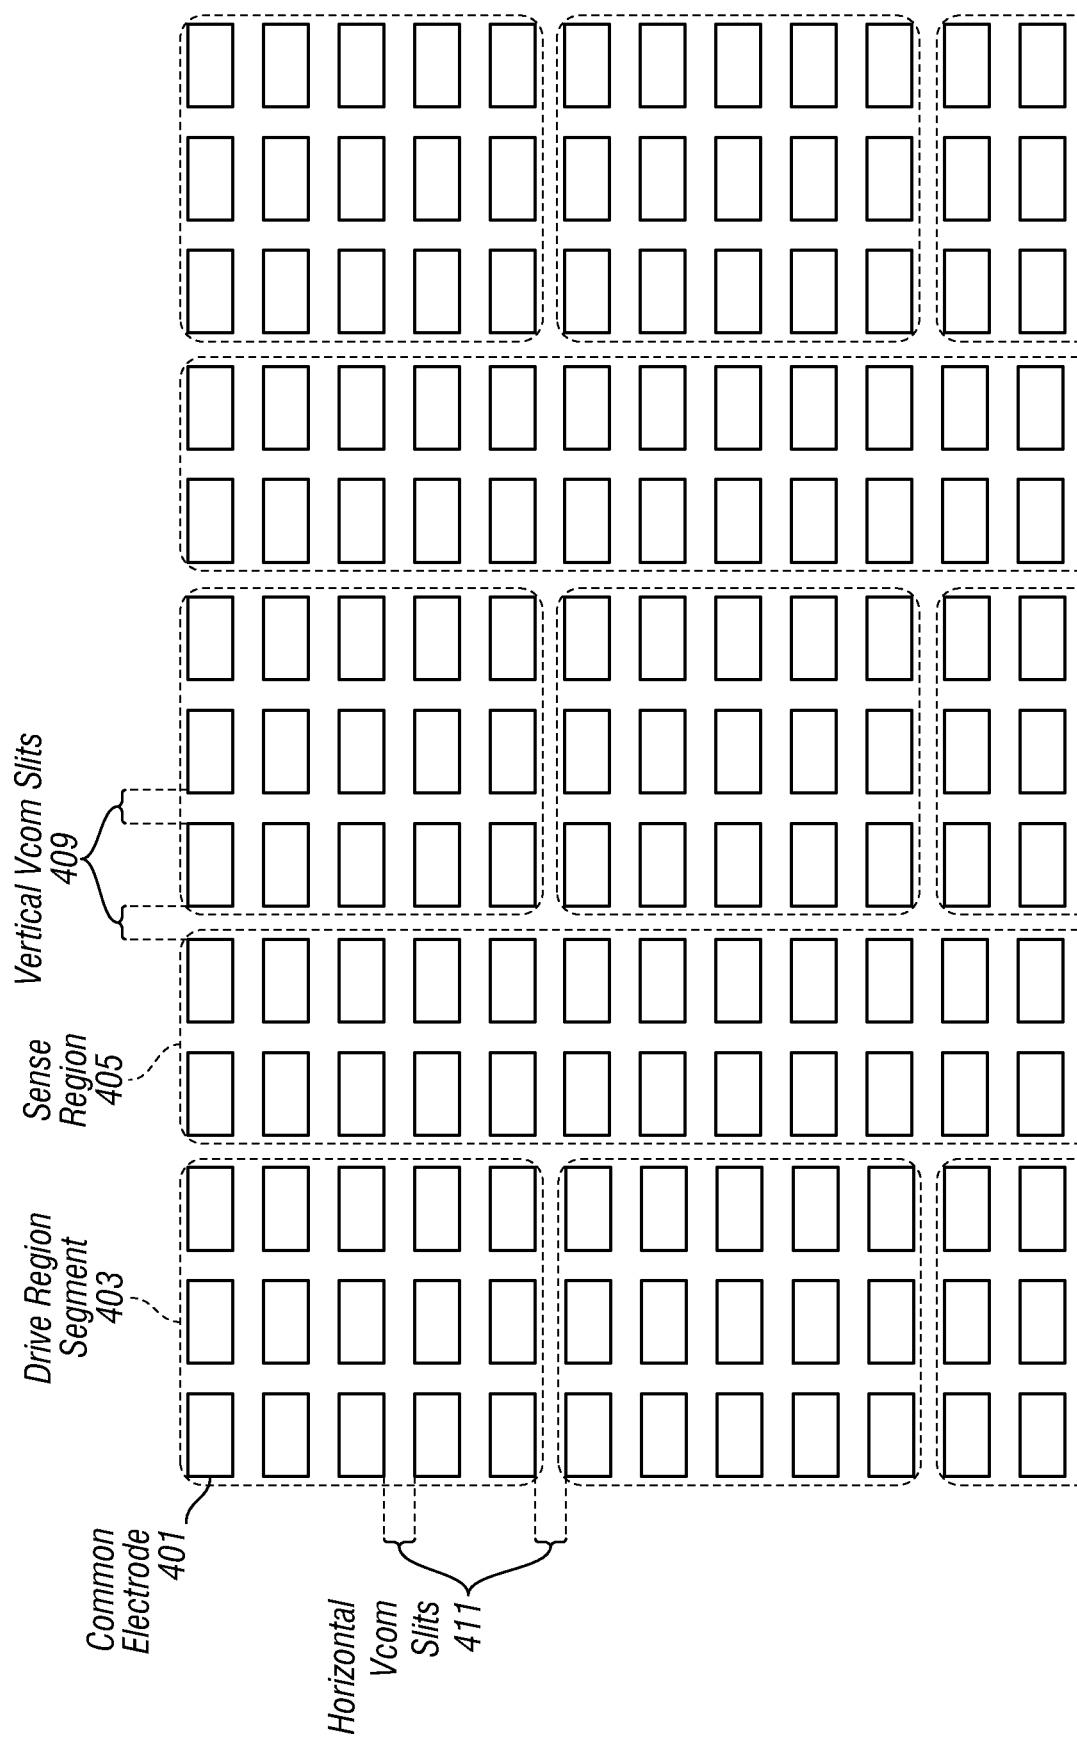 Common
Electrode
401
Drive Region
Segment
403
Sense
Region
405
Vertical Vcom Slits
409
Horizontal
Vcom
Slits
411